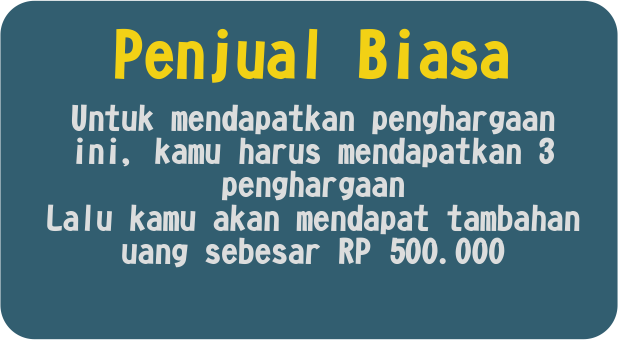 Penjual Biasa
Untuk mendapatkan penghargaan
ini, kamu harus mendapatkan 3
penghargaan
Lalu kamu akan mendapat tambahan
uang sebesar RP 500.000